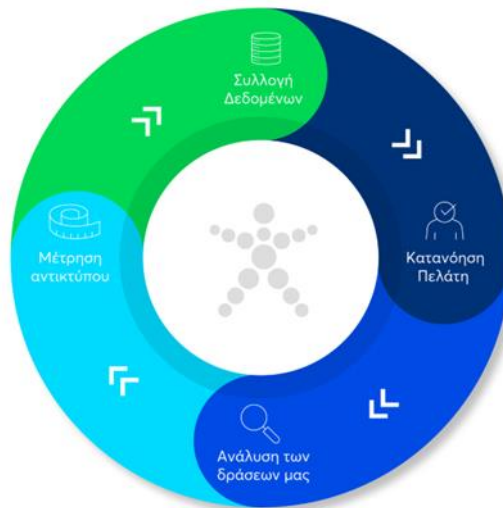 Συλλογή
Δεδομένων
Κατανόηση
Πελάτη
Ανάλυση των
δράσεων μας
Μέτρηση
αντικτύπου